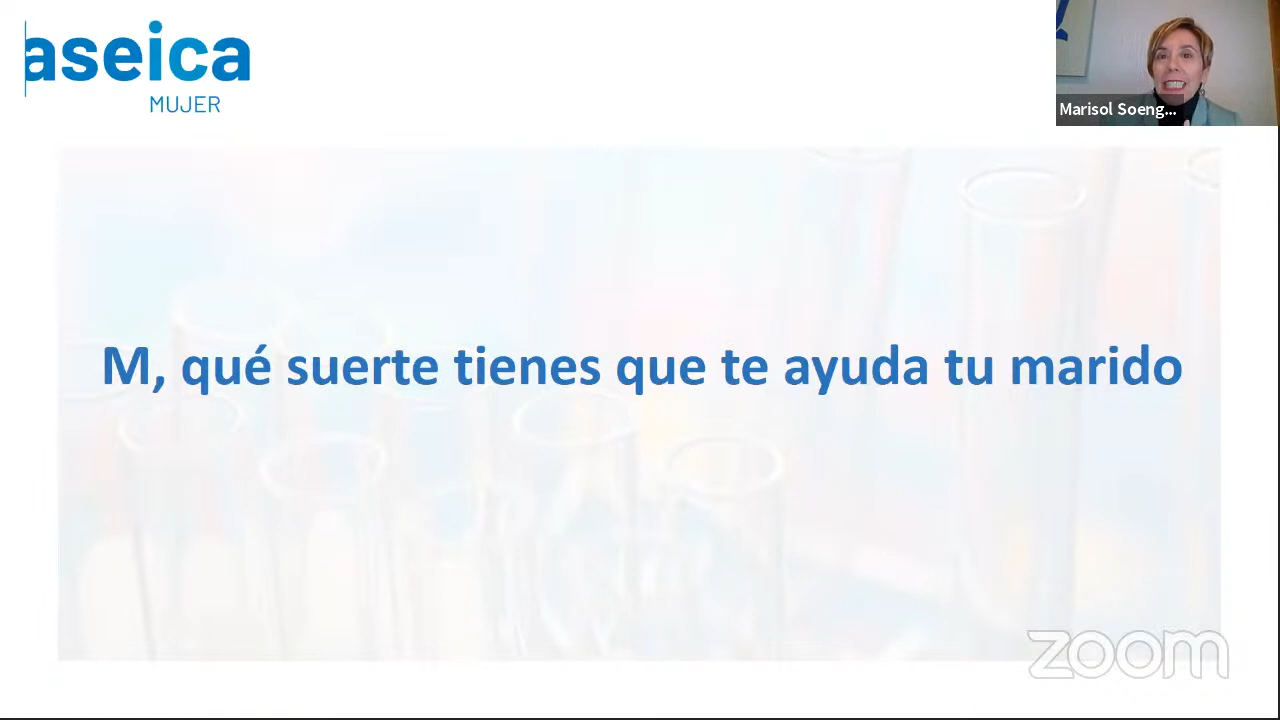 aseica
MUJER
Marisol Soeng...
M, qué suerte tienes que te ayuda tu marido
zoom